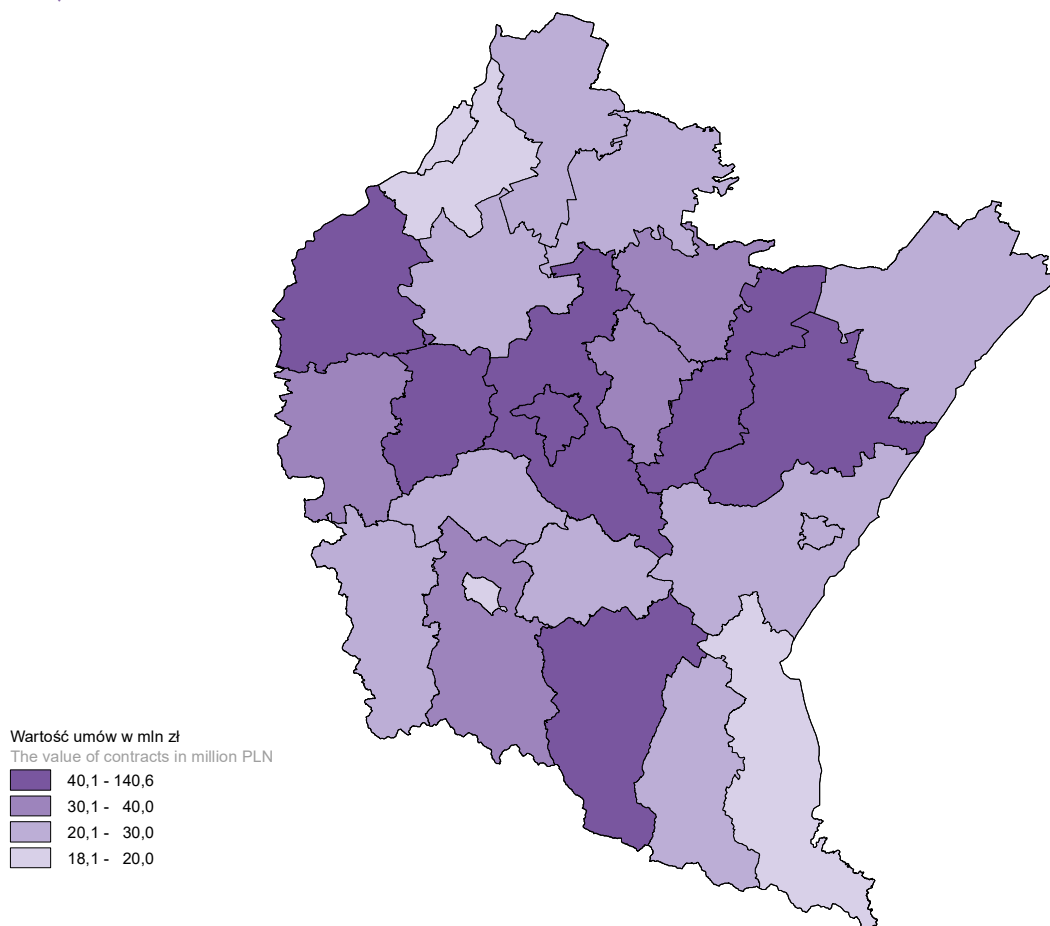 Wartość umów w mln zł
The value of contracts in million PLN
40,1 - 140,6
30,1 - 40,0
20,1 - 30,0
18,1 - 20,0